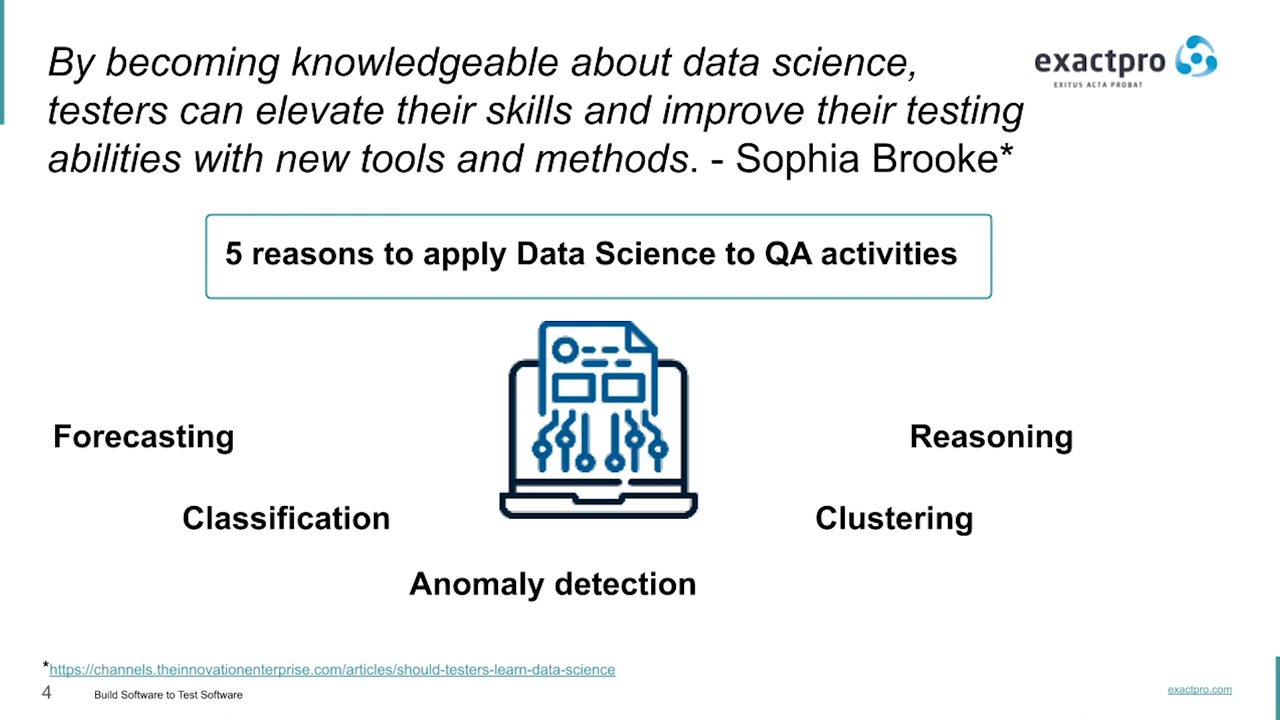 By becoming knowledgeable about data science,
testers can elevate their skills and improve their testing
abilities with new tools and methods. - Sophia Brooke*
exactpro
EXITUS ACTA PROBAT
5 reasons to apply Data Science to QA activities
Forecasting
Reasoning
Classification
Clustering
Anomaly detection
*https://channels.theinnovationenterprise.com/articles/should-testers-learn-data-science
4 Build Software to Test Software
exactpro.com